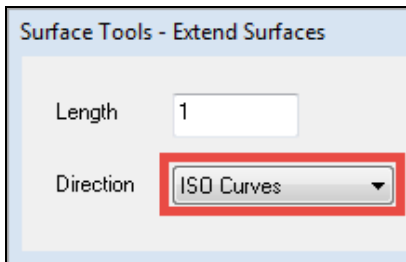 Surface Tools - Extend Surfaces
Length 1
Direction ISO Curves